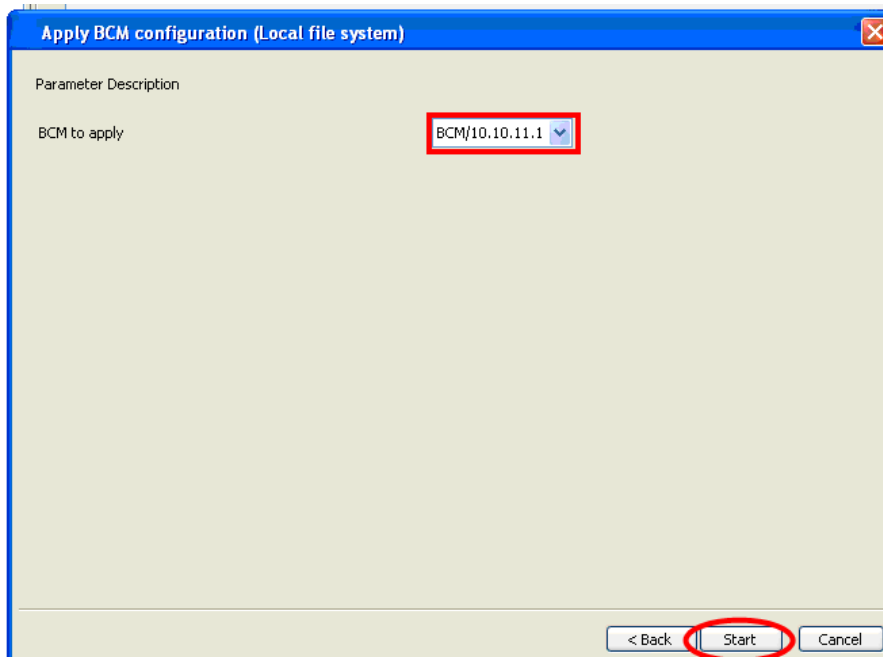 Apply BCM configuration (Local file system)
Parameter Description
BCM to apply
BCM/10.10.11.1
< Back
Start
Cancel